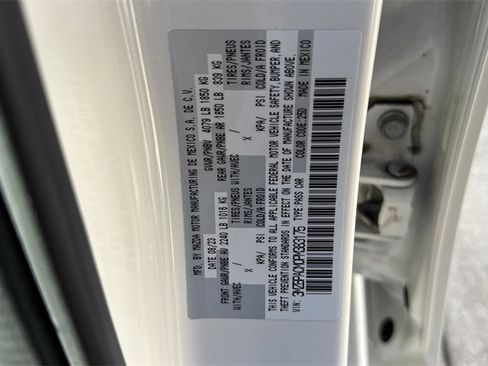 MFD. BY MAZDA MOTOR MANUFACTURING DE MEXICO S.A. DE C.V.
DATE 08/23 GVWR/PNBV 4079 LB 1850 KG
FRONT GAWR/PNBE AV 2240 LB 1016 KG REAR GAWR/PNBE AR 1850 LB 839 KG
TIRES/PNEUS WITH/AVEC TIRES/PNEUS
WITH/AVEC / X RIMS/JANTES / X RIMS/JANTES
KPA/ PSI COLD/A FROID KPA/ PSI COLD/A FROID
THIS VEHICLE CONFORMS TO ALL APPLICABLE FEDERAL MOTOR VEHICLE SAFETY, BUMPER, AND
THEFT PREVENTION STANDARDS IN EFFECT ON THE DATE OF MANUFACTURE SHOWN ABOVE.
VIN: TYPE:PASS CAR COLOR CODE:25D MADE IN MEXICO